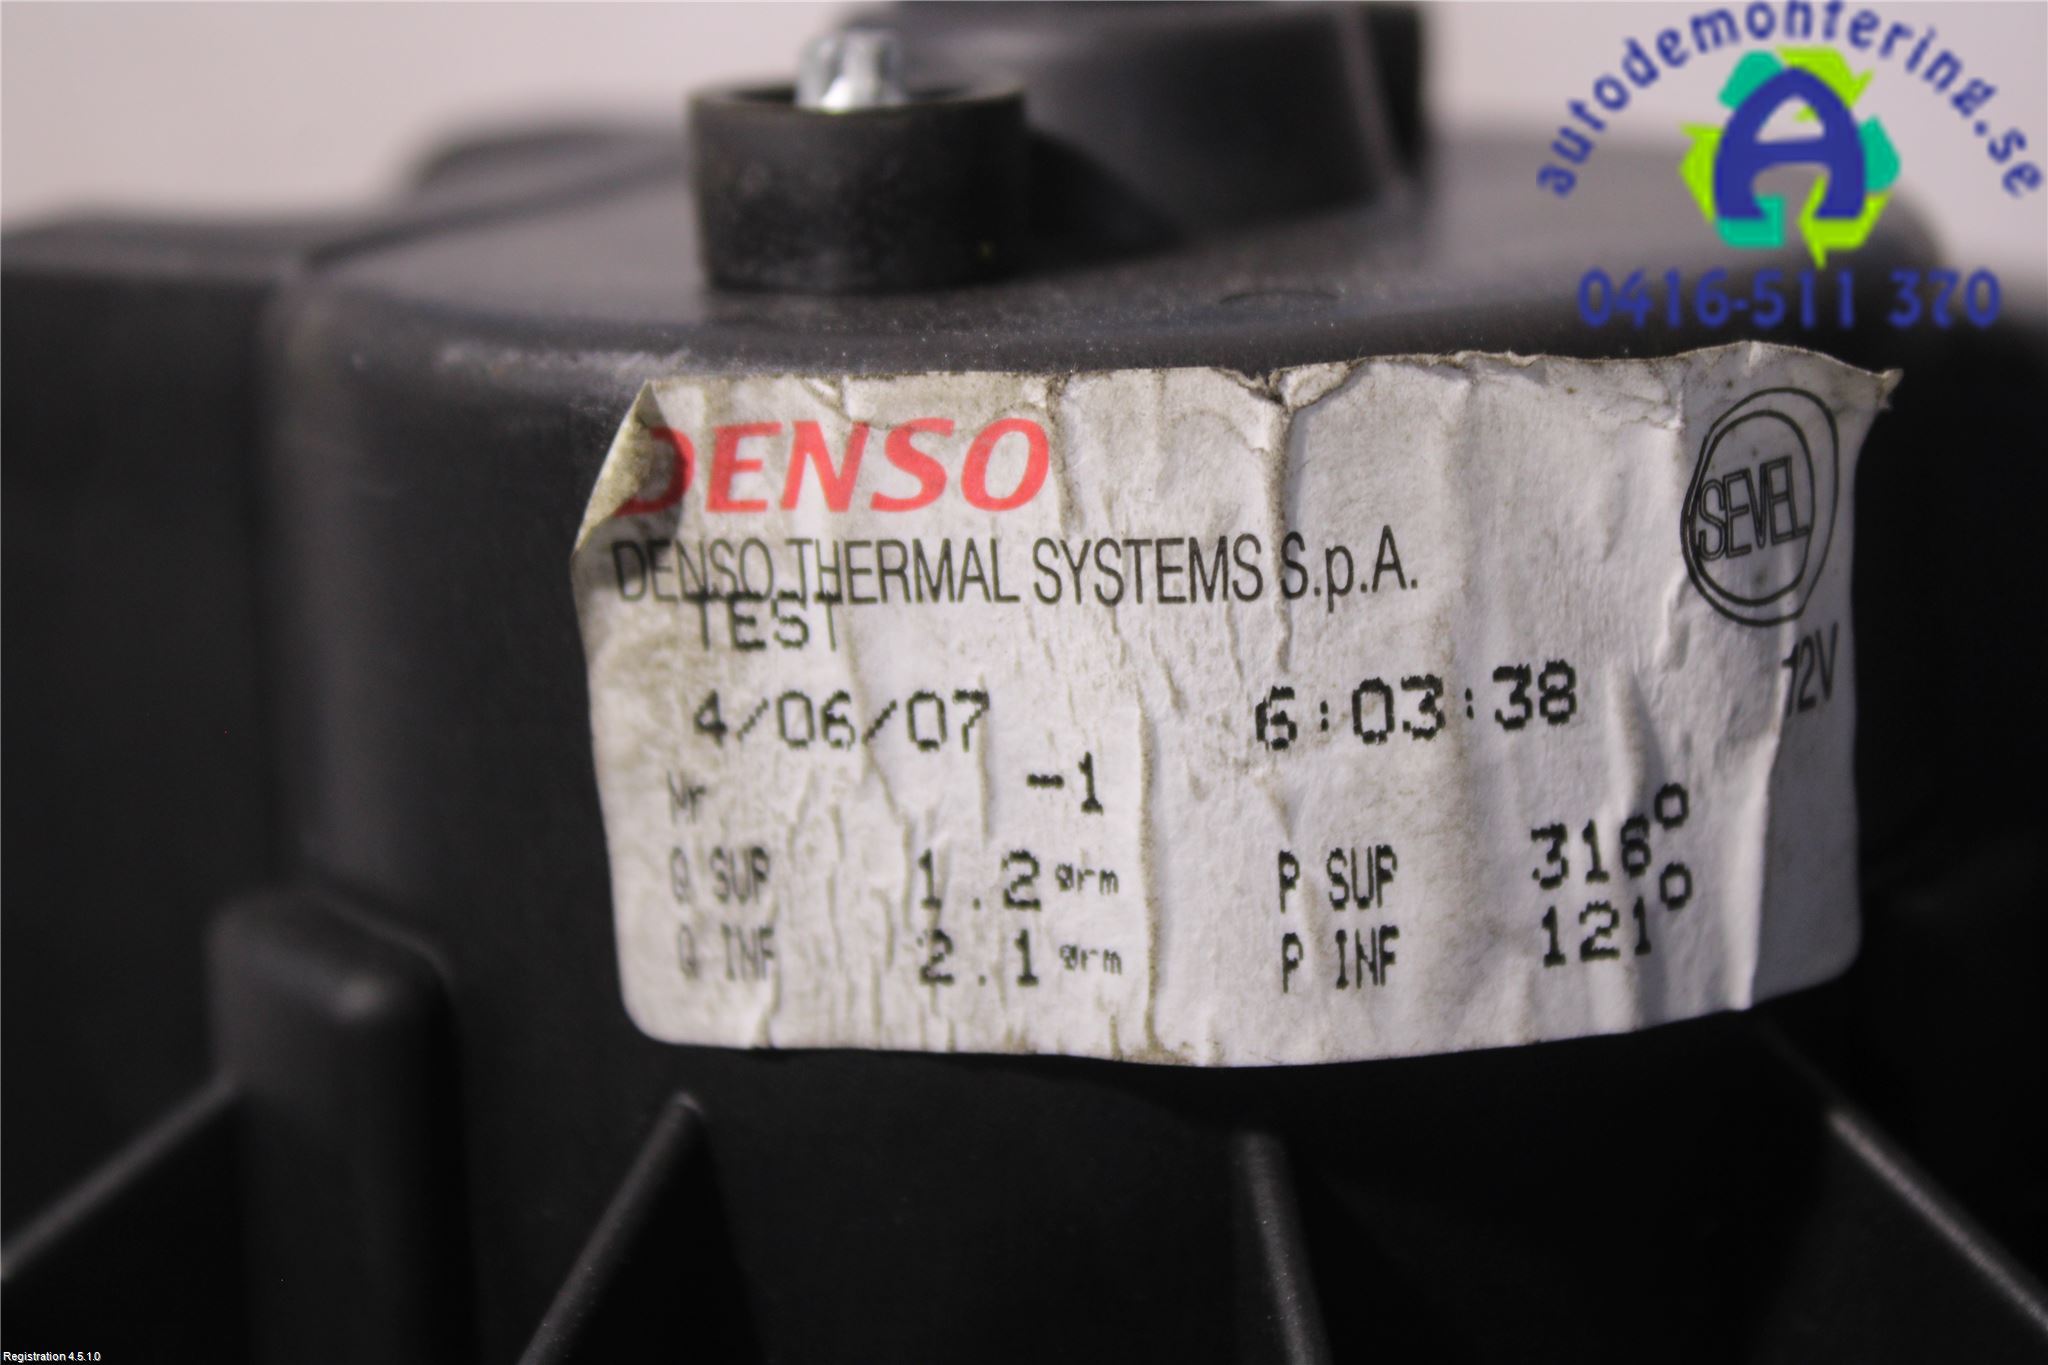 autodemontering.se
A
0416-511 370
DENSO
SEVEL
DENSO THERMAL SYSTEMS S.p.A.
TEST
12V
4/06/07 6:03:38
Nr -1
Q SUP 1.2 grm P SUP 316°
Q INF 2.1 grm P INF 121°
Registration 4.5.1.0